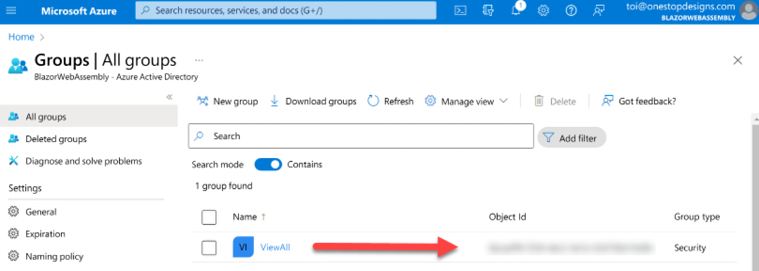 Microsoft Azure
Search resources, services, and docs (G+/)
1
toi@onestopdesigns.com
BLAZORWEBASSEMBLY
Home
Groups | All groups
BlazorWebAssembly - Azure Active Directory
All groups
Deleted groups
Diagnose and solve problems
Settings
General
Expiration
Naming policy
New group
Download groups
Refresh
Manage view
Delete
Got feedback?
Search
Add filter
Search mode
Contains
1 group found
Name
Object Id
Group type
VI
ViewAll
Security